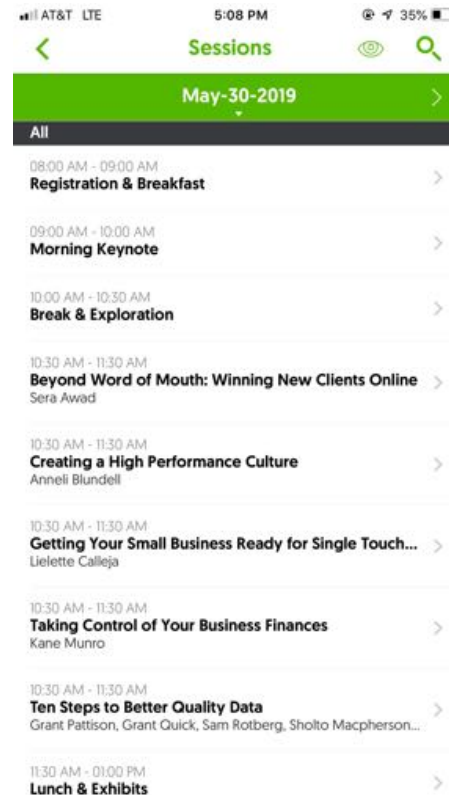 AT&T LTE 5:08 PM 35%
Sessions
May-30-2019
All
08:00 AM - 09:00 AM
Registration & Breakfast
09:00 AM - 10:00 AM
Morning Keynote
10:00 AM - 10:30 AM
Break & Exploration
10:30 AM - 11:30 AM
Beyond Word of Mouth: Winning New Clients Online
Sera Awad
10:30 AM - 11:30 AM
Creating a High Performance Culture
Anneli Blundell
10:30 AM - 11:30 AM
Getting Your Small Business Ready for Single Touch...
Lielette Calleja
10:30 AM - 11:30 AM
Taking Control of Your Business Finances
Kane Munro
10:30 AM - 11:30 AM
Ten Steps to Better Quality Data
Grant Pattison, Grant Quick, Sam Rotberg, Sholto Macpherson...
11:30 AM - 01:00 PM
Lunch & Exhibits